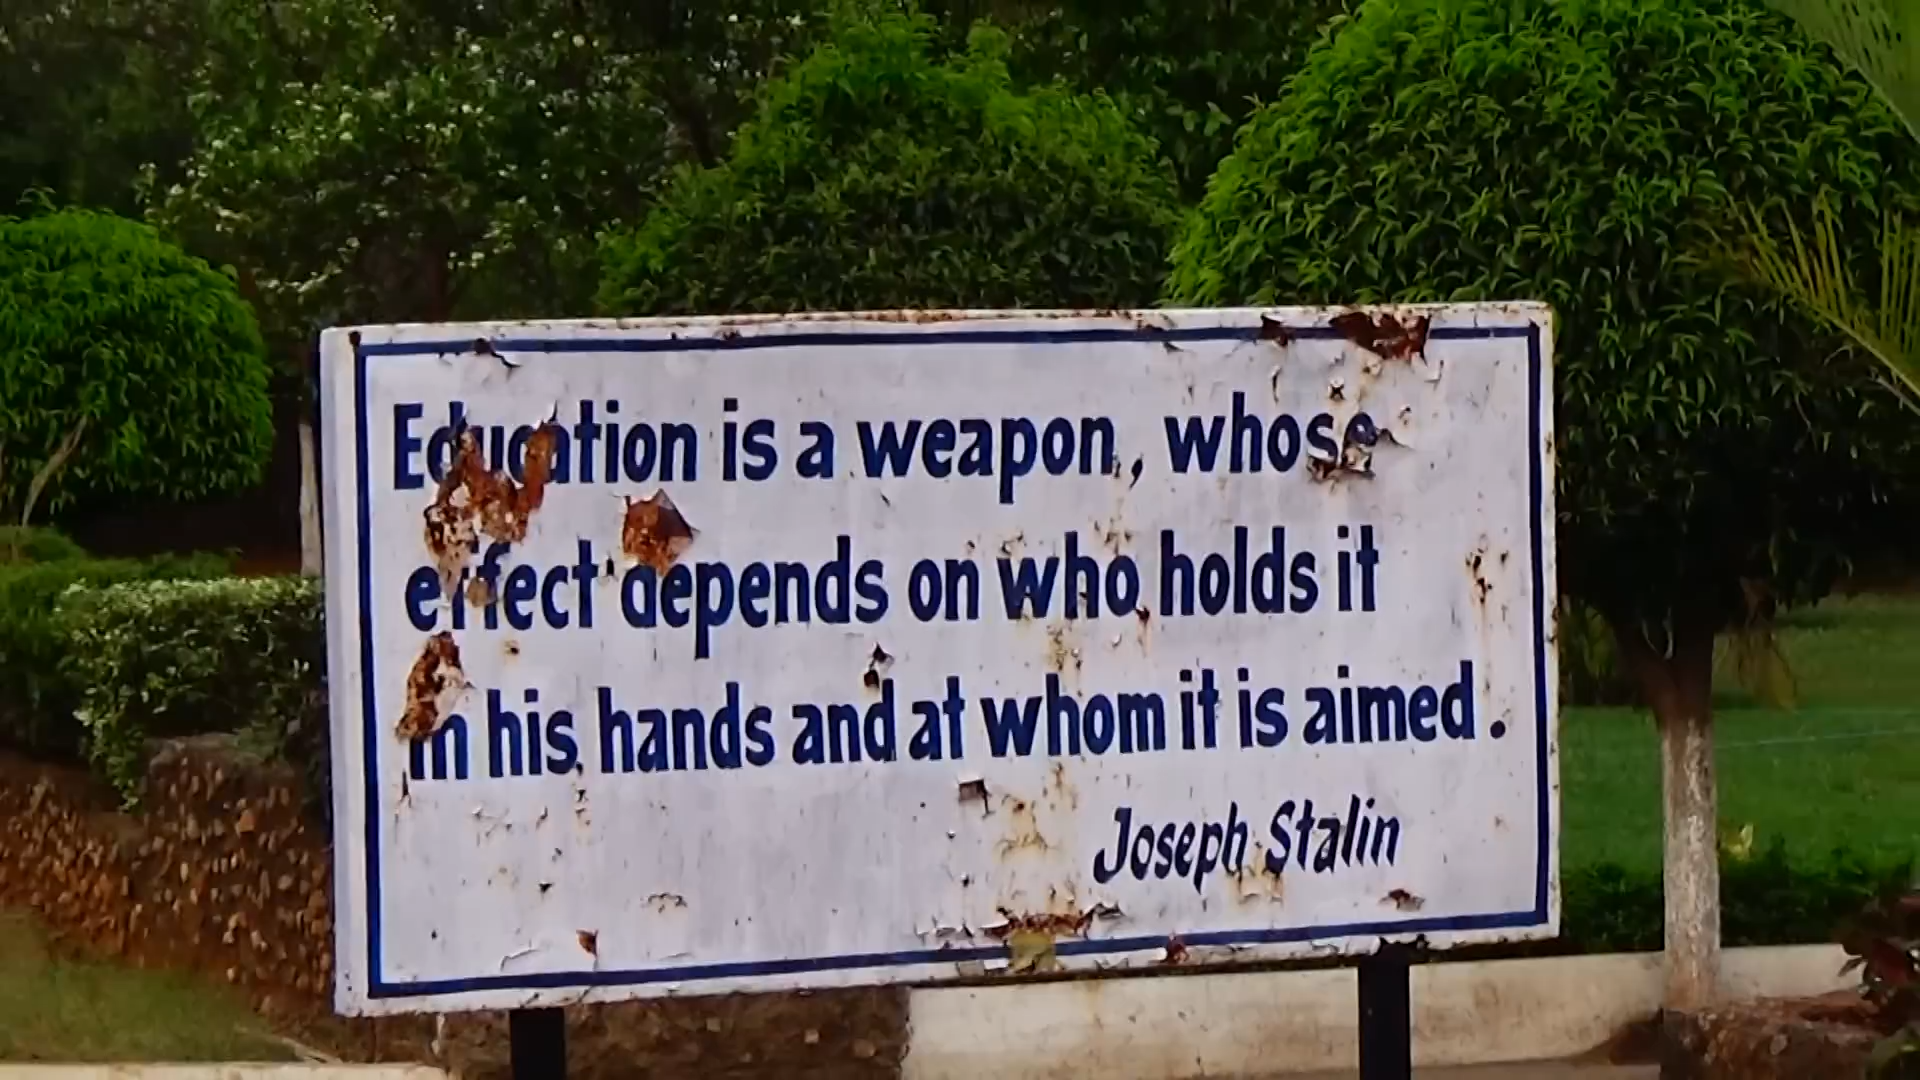 Education is a weapon, whose
effect depends on who holds it
in his hands and at whom it is aimed.
Joseph Stalin